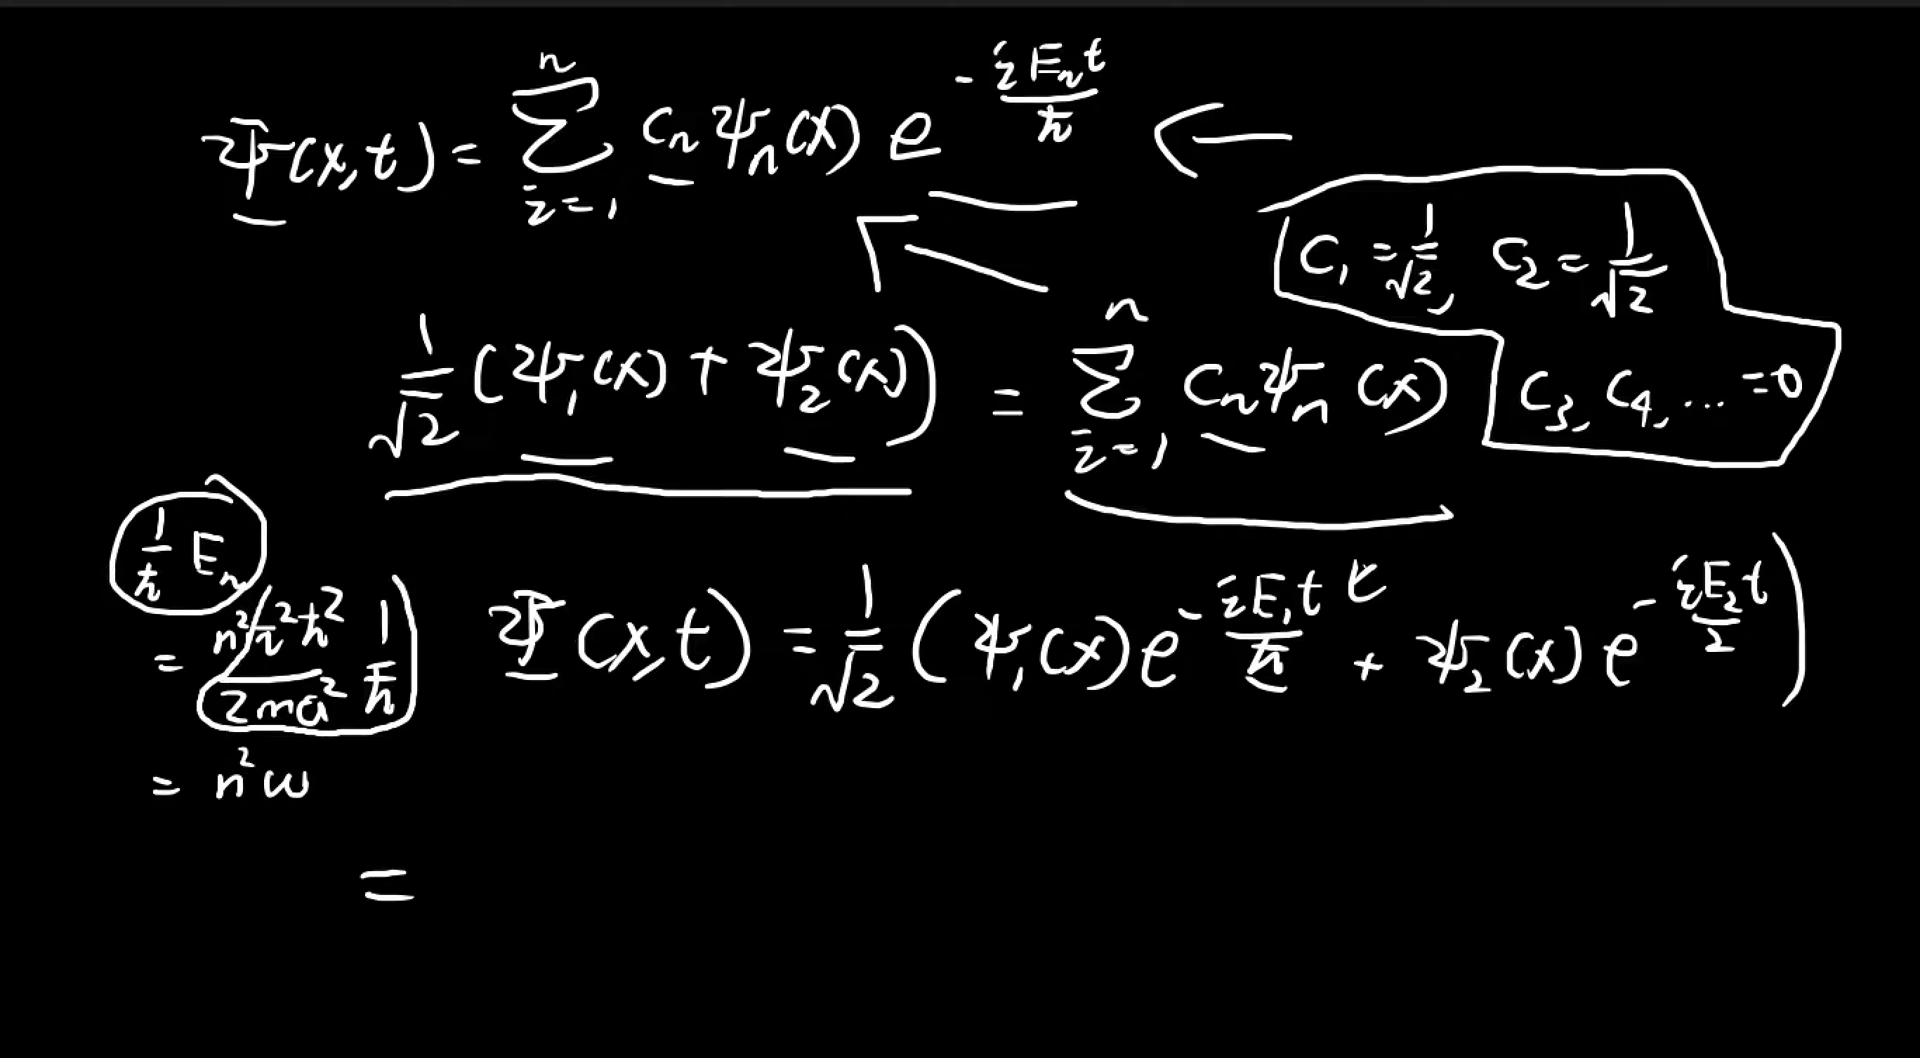 Ψ(x,t) = Σ_{i=1}^{n} c_n ψ_n(x) e^{-iE_n t/ħ} ←
c_1 = 1/√2, c_2 = 1/√2
1/√2 (ψ_1(x) + ψ_2(x)) = Σ_{i=1}^{n} c_n ψ_n(x)
c_3, c_4, ... = 0
1/ħ E_n
= n²π²ħ²/2ma² 1/ħ
Ψ(x,t) = 1/√2 (ψ_1(x) e^{-iE_1 t/ħ} t + ψ_2(x) e^{-iE_2 t/2})
= n²ω
=